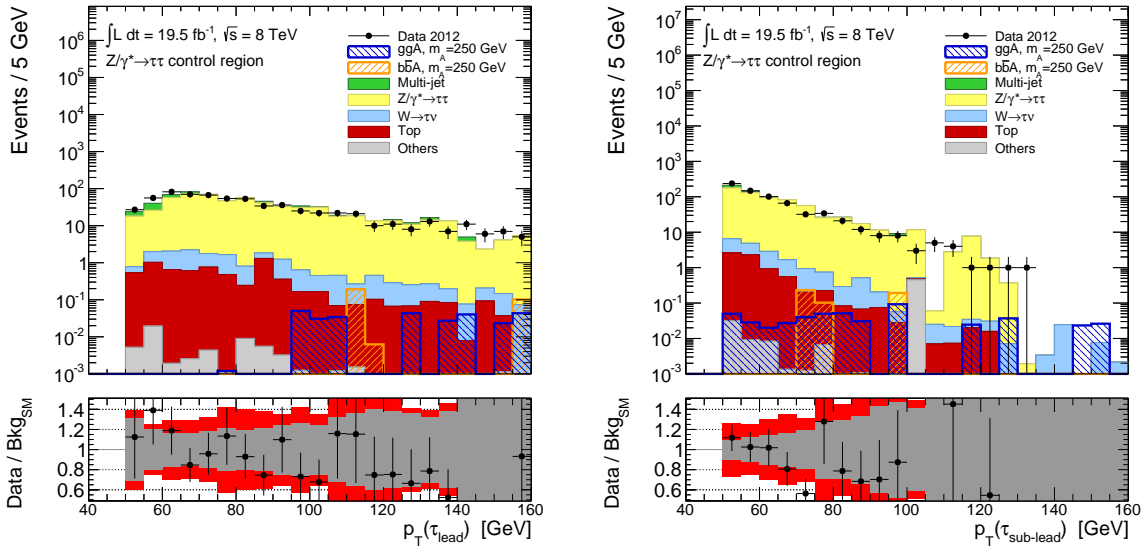 ∫L dt = 19.5 fb⁻¹, √s = 8 TeV
Z/γ*→ττ control region
Data 2012
ggA, m_A=250 GeV
bb̄A, m_A=250 GeV
Multi-jet
Z/γ*→ττ
W→τν
Top
Others
Events / 5 GeV
10⁶
10⁵
10⁴
10³
10²
10
1
10⁻¹
10⁻²
10⁻³
Data / Bkg_SM
1.4
1.2
1
0.8
0.6
40 60 80 100 120 140 160
p_T(τ_lead) [GeV]
∫L dt = 19.5 fb⁻¹, √s = 8 TeV
Z/γ*→ττ control region
Data 2012
ggA, m_A=250 GeV
bb̄A, m_A=250 GeV
Multi-jet
Z/γ*→ττ
W→τν
Top
Others
Events / 5 GeV
10⁷
10⁶
10⁵
10⁴
10³
10²
10
1
10⁻¹
10⁻²
10⁻³
Data / Bkg_SM
1.4
1.2
1
0.8
0.6
40 60 80 100 120 140 160
p_T(τ_sub-lead) [GeV]